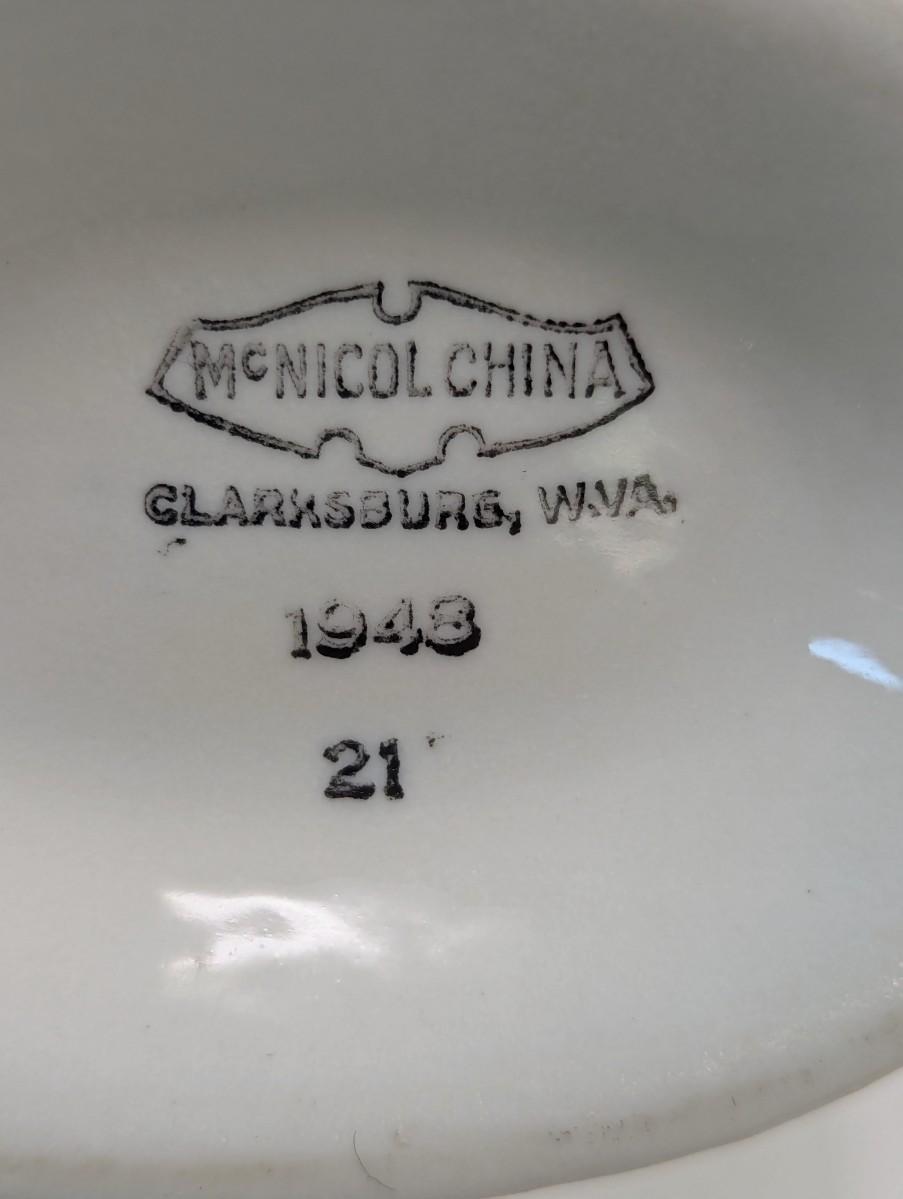 McNICOL CHINA
CLARKSBURG, W.VA.
1948
21